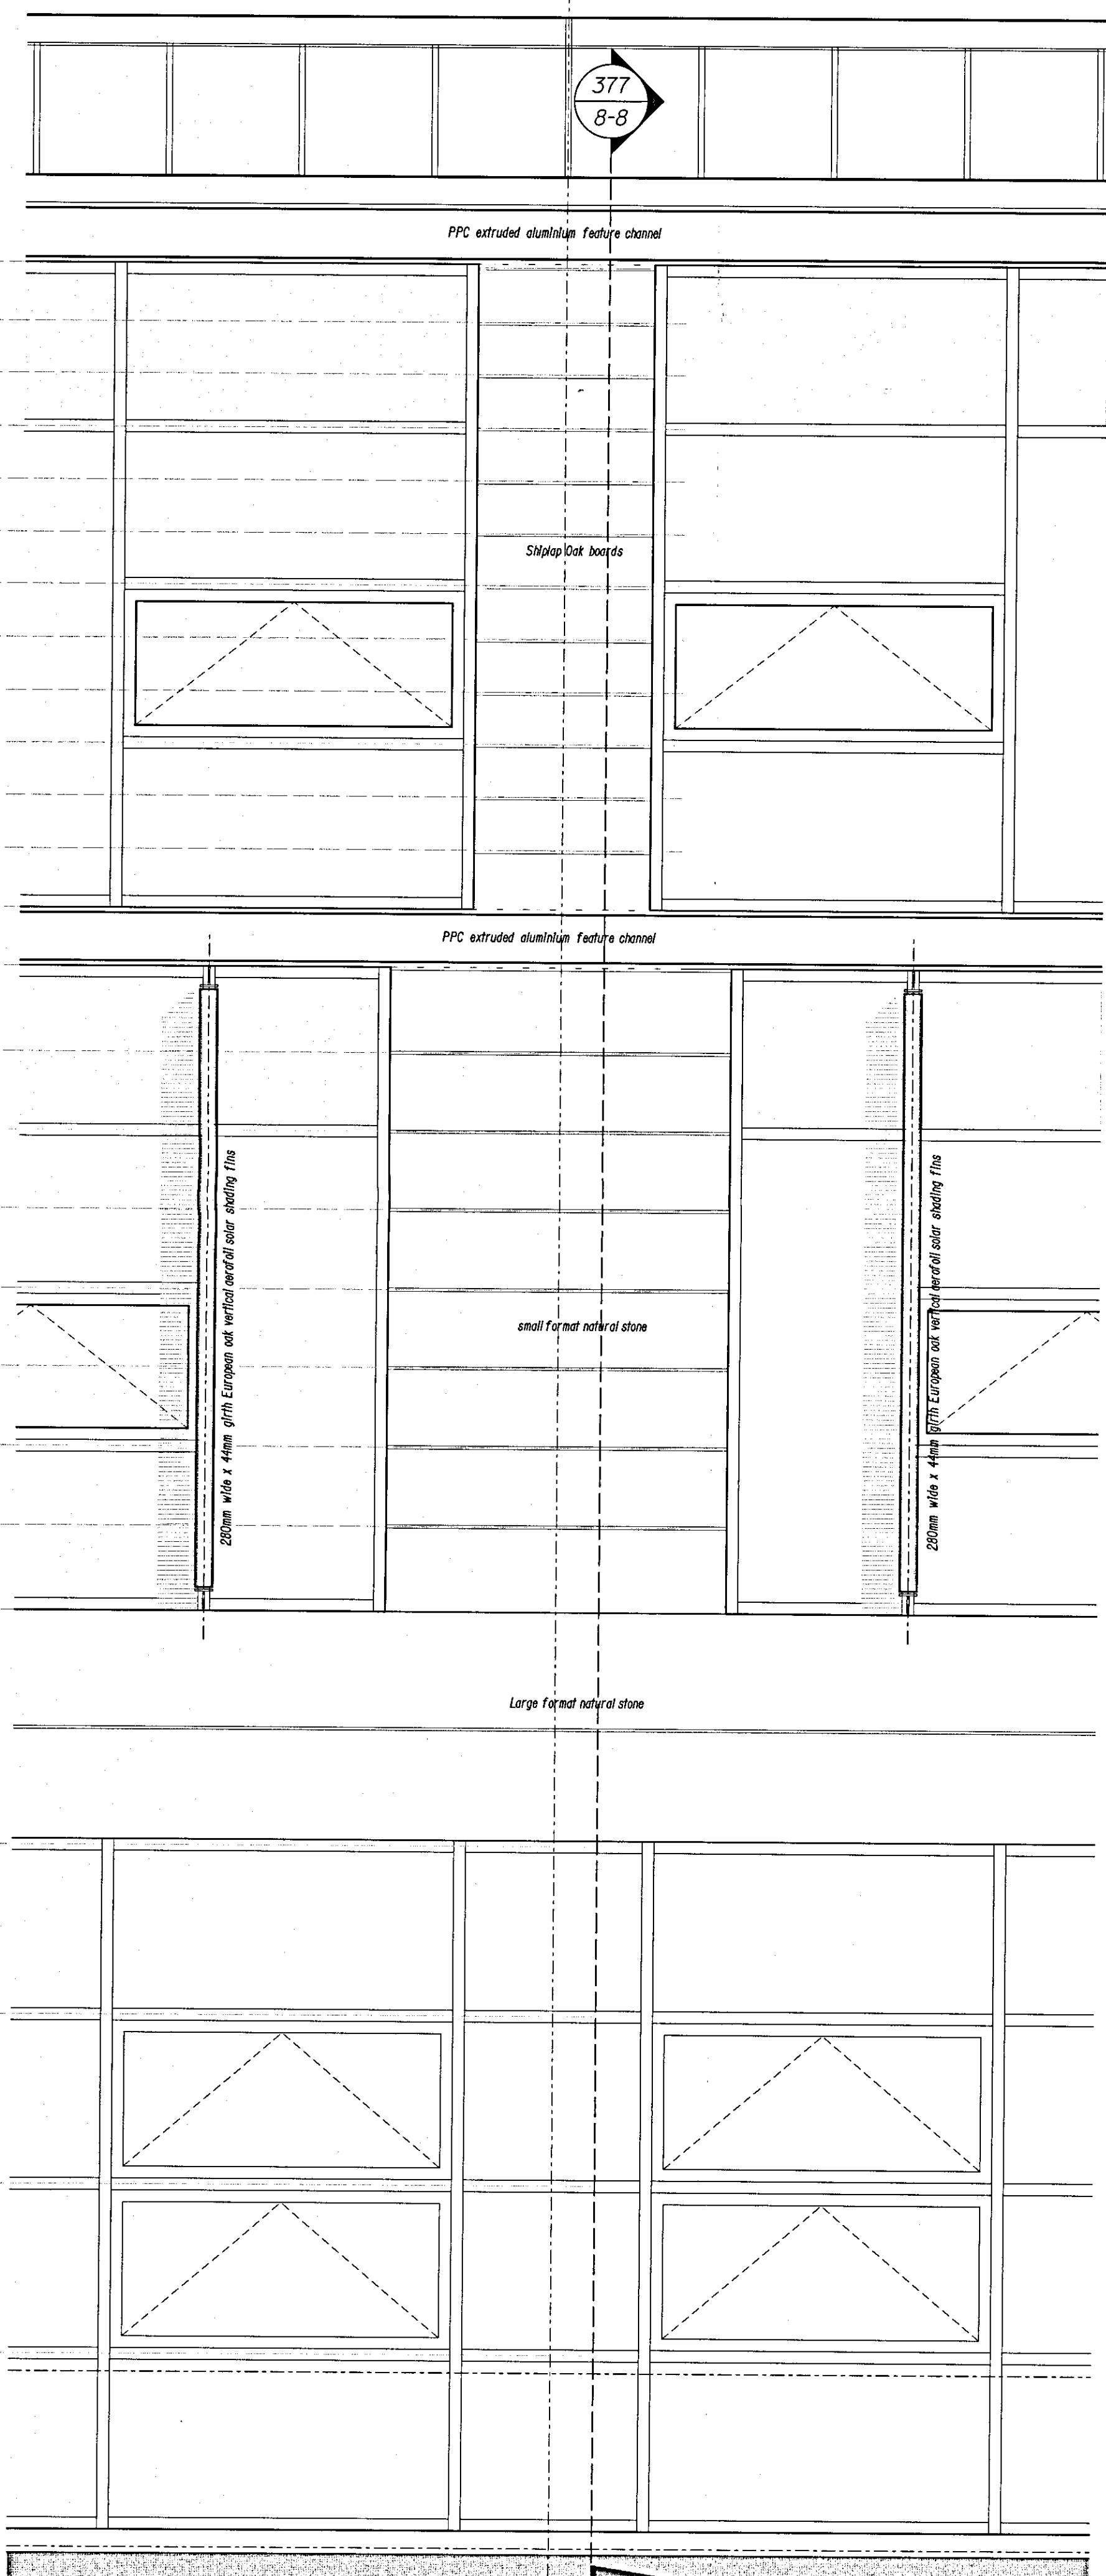 377
8-8
PPC extruded aluminium feature channel
Shiplap Oak boards
PPC extruded aluminium feature channel
280mm wide x 44mm girth European oak vertical aerofoil solar shading fins
280mm wide x 44mm girth European oak vertical aerofoil solar shading fins
small format natural stone
Large format natural stone